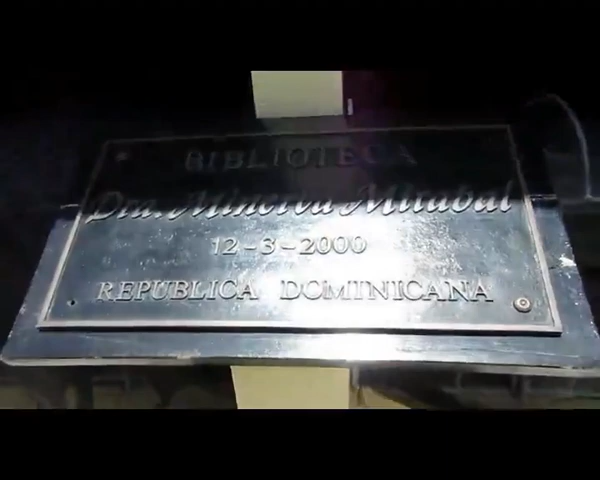 BIBLIOTECA
Dra. Minerva Mirabal
12-3-2000
REPUBLICA DOMINICANA